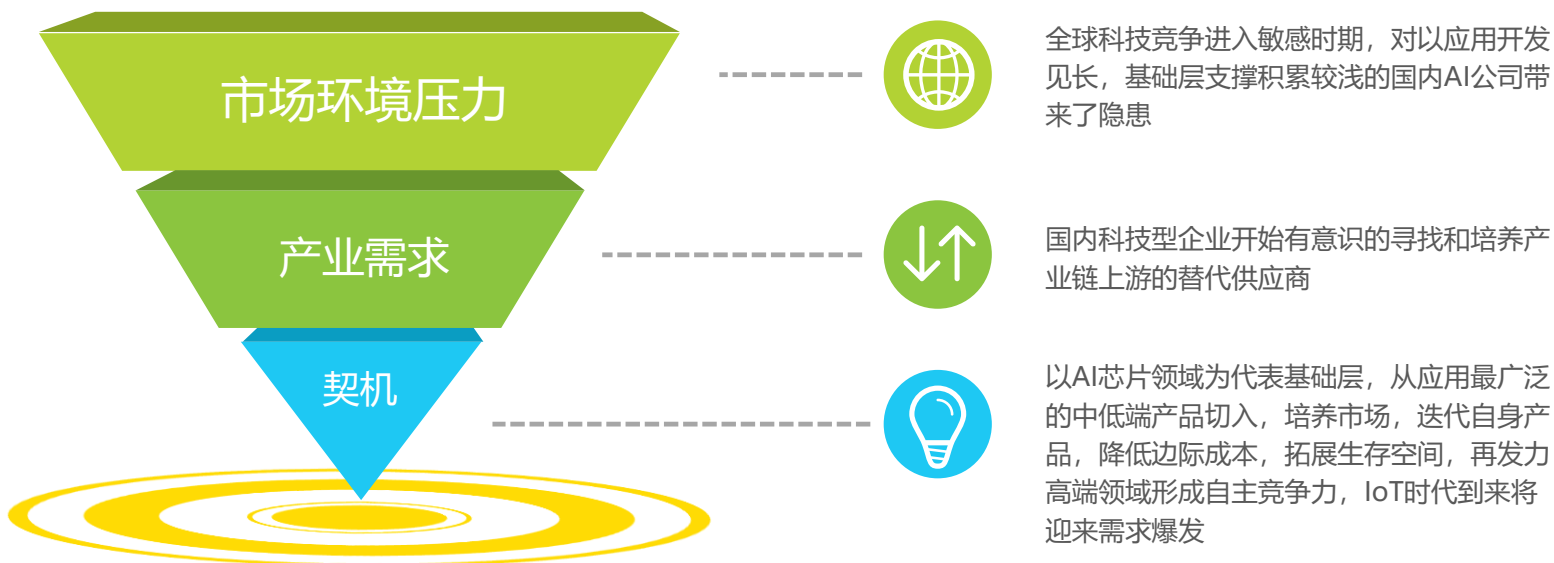 市场环境压力
全球科技竞争进入敏感时期，对以应用开发
见长，基础层支撑积累较浅的国内AI公司带
来了隐患
产业需求
国内科技型企业开始有意识的寻找和培养产
业链上游的替代供应商
契机
以AI芯片领域为代表基础层，从应用最广泛
的中低端产品切入，培养市场，迭代自身产
品，降低边际成本，拓展生存空间，再发力
高端领域形成自主竞争力，IoT时代到来将
迎来需求爆发